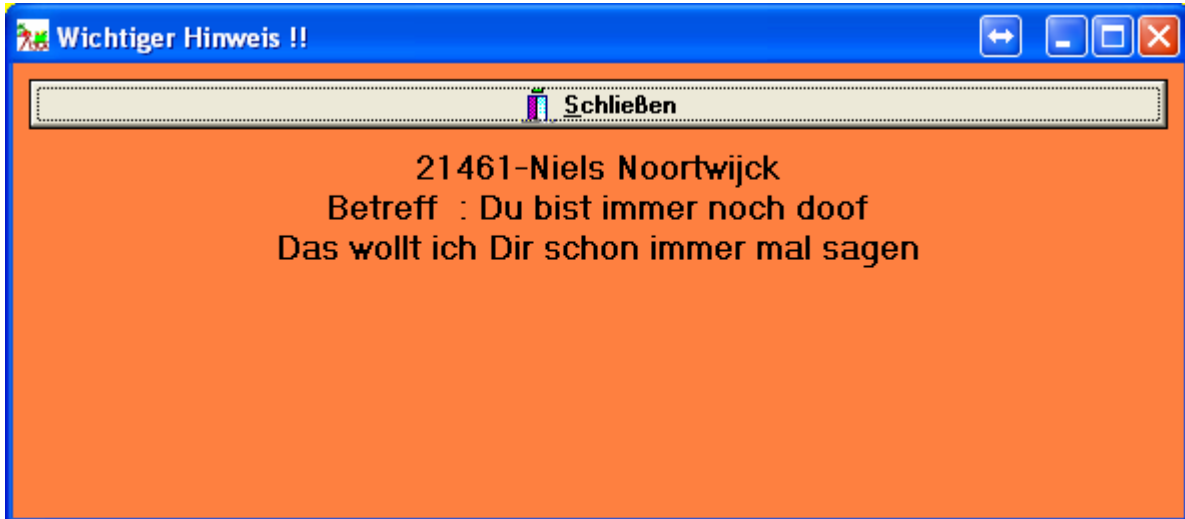 Wichtiger Hinweis !!
Schließen
21461-Niels Noortwijck
Betreff : Du bist immer noch doof
Das wollt ich Dir schon immer mal sagen